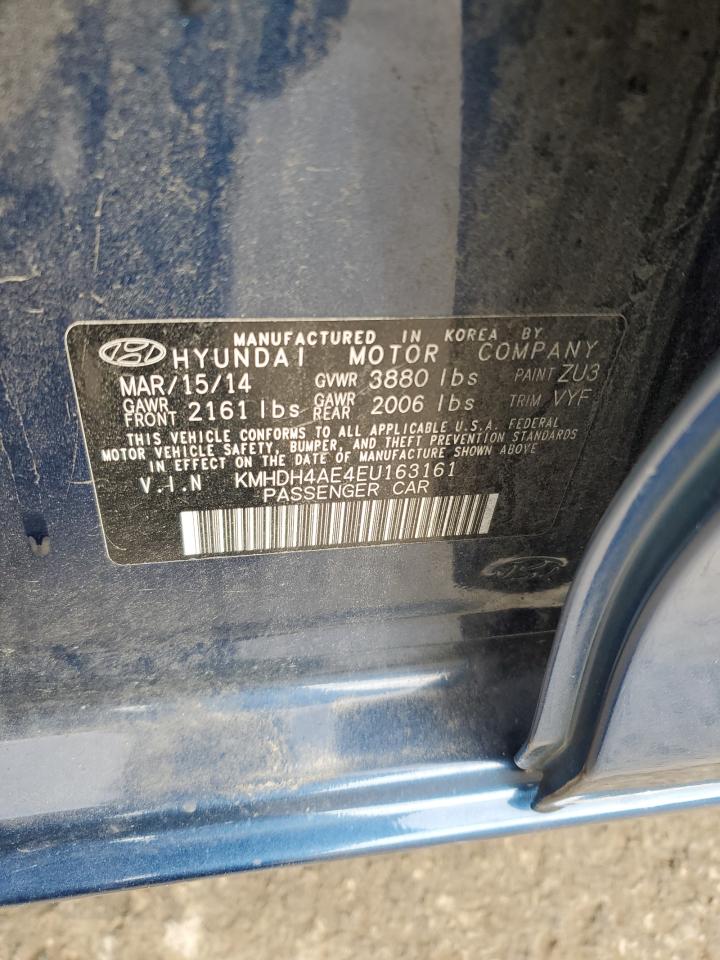 MANUFACTURED IN KOREA BY
HYUNDAI MOTOR COMPANY
MAR/15/14 GVWR 3880 lbs PAINT ZU3
GAWR FRONT 2161 lbs GAWR REAR 2006 lbs TRIM VYF
THIS VEHICLE CONFORMS TO ALL APPLICABLE U.S.A. FEDERAL
MOTOR VEHICLE SAFETY, BUMPER, AND THEFT PREVENTION STANDARDS
IN EFFECT ON THE DATE OF MANUFACTURE SHOWN ABOVE
V.I.N KMHDH4AE4EU163161
PASSENGER CAR